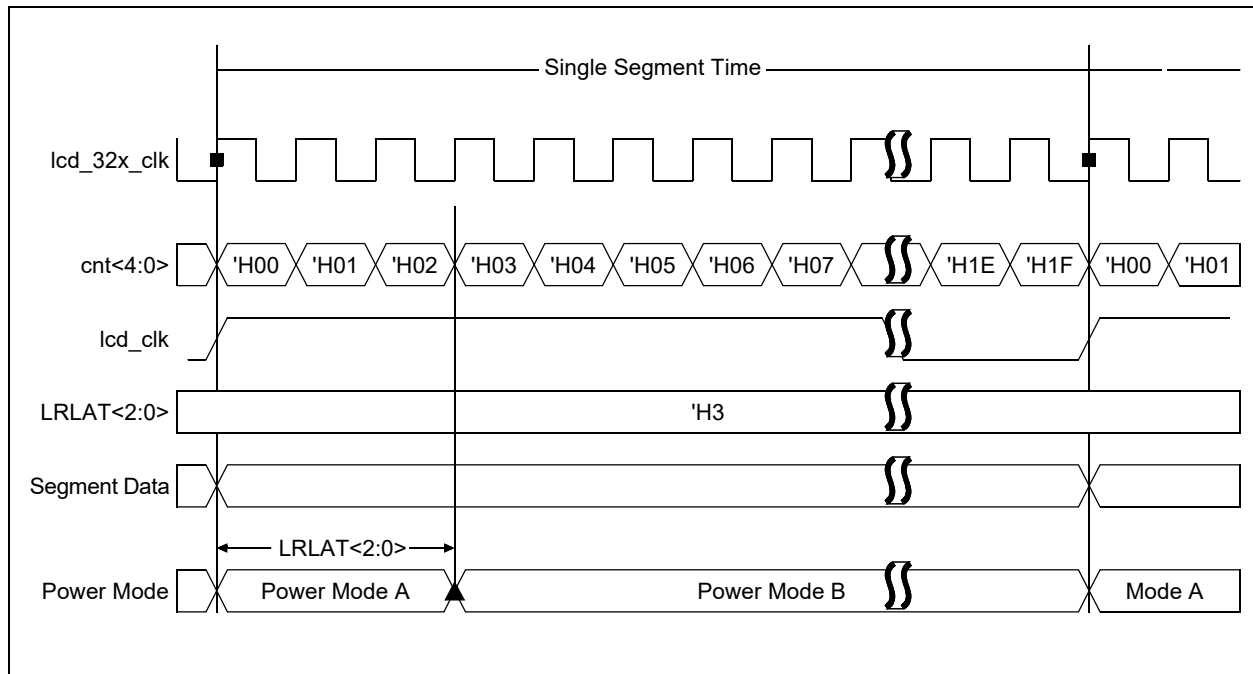 Single Segment Time
lcd_32x_clk
cnt<4:0> 'H00 'H01 'H02 'H03 'H04 'H05 'H06 'H07 'H1E 'H1F 'H00 'H01
lcd_clk
LRLAT<2:0> 'H3
Segment Data
LRLAT<2:0>
Power Mode Power Mode A Power Mode B Mode A